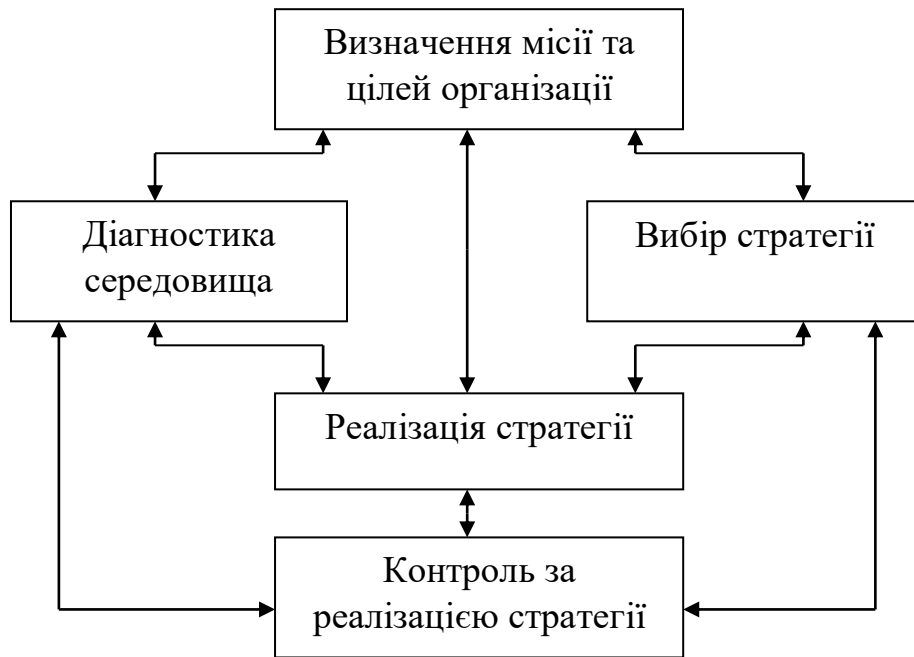 Визначення місії та
цілей організації
Діагностика
середовища
Вибір стратегії
Реалізація стратегії
Контроль за
реалізацією стратегії